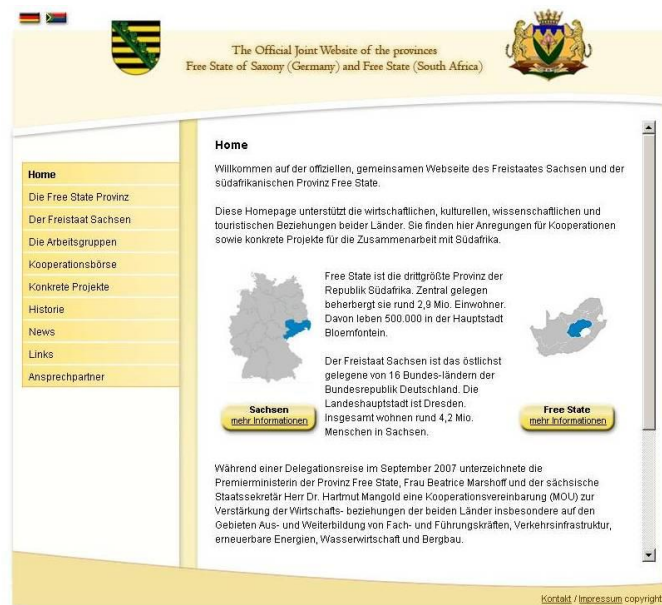 The Official Joint Website of the provinces
Free State of Saxony (Germany) and Free State (South Africa)
Home
Die Free State Provinz
Der Freistaat Sachsen
Die Arbeitsgruppen
Kooperationsbörse
Konkrete Projekte
Historie
News
Links
Ansprechpartner
Home
Willkommen auf der offiziellen, gemeinsamen Webseite des Freistaates Sachsen und der
südafrikanischen Provinz Free State.
Diese Homepage unterstützt die wirtschaftlichen, kulturellen, wissenschaftlichen und
touristischen Beziehungen beider Länder. Sie finden hier Anregungen für Kooperationen
sowie konkrete Projekte für die Zusammenarbeit mit Südafrika.
Free State ist die drittgrößte Provinz der
Republik Südafrika. Zentral gelegen
beherbergt sie rund 2,9 Mio. Einwohner.
Davon leben 500.000 in der Hauptstadt
Bloemfontein.
Der Freistaat Sachsen ist das östlichst
gelegene von 16 Bundes-ländern der
Bundesrepublik Deutschland. Die
Landeshauptstadt ist Dresden.
Insgesamt wohnen rund 4,2 Mio.
Menschen in Sachsen.
Sachsen
mehr Informationen
Free State
mehr Informationen
Während einer Delegationsreise im September 2007 unterzeichnete die
Premierministerin der Provinz Free State, Frau Beatrice Marshoff und der sächsische
Staatssekretär Herr Dr. Hartmut Mangold eine Kooperationsvereinbarung (MOU) zur
Verstärkung der Wirtschafts- beziehungen der beiden Länder insbesondere auf den
Gebieten Aus- und Weiterbildung von Fach- und Führungskräften, Verkehrsinfrastruktur,
erneuerbare Energien, Wasserwirtschaft und Bergbau.
Kontakt / Impressum copyright